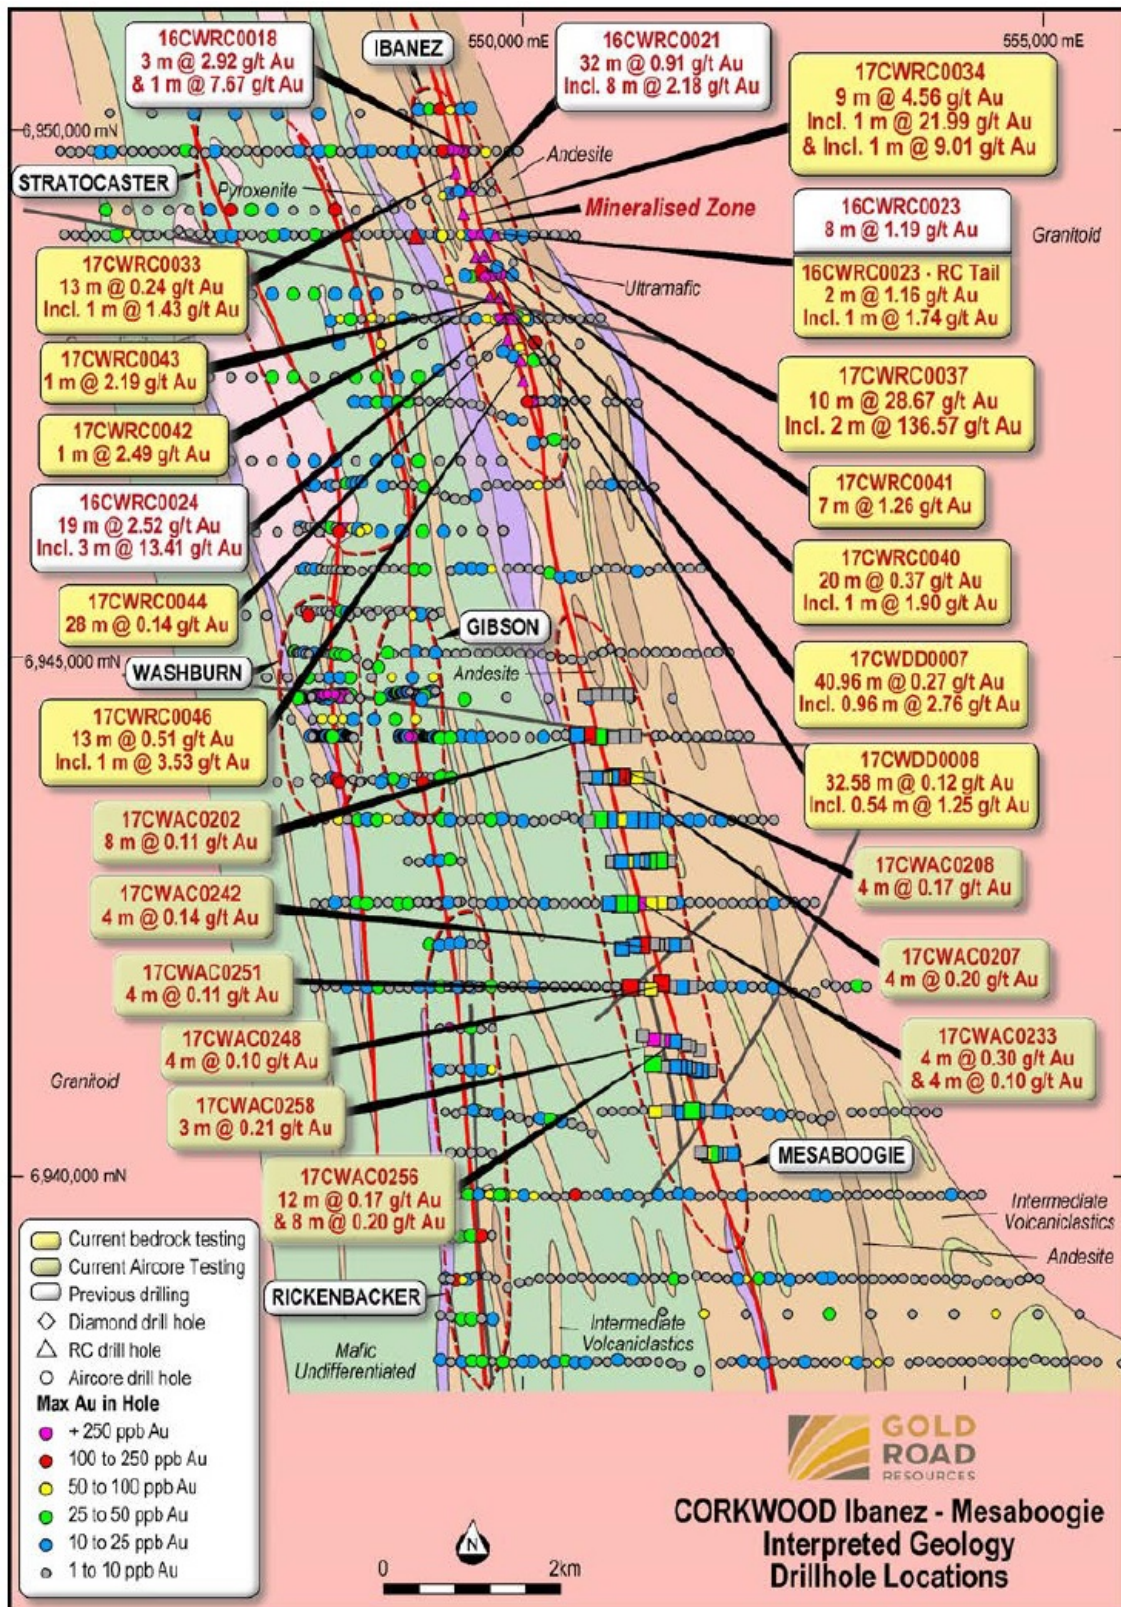 16CWRC0018
3 m @ 2.92 g/t Au
& 1 m @ 7.67 g/t Au
IBANEZ
550,000 mE
16CWRC0021
32 m @ 0.91 g/t Au
Incl. 8 m @ 2.18 g/t Au
555,000 mE
17CWRC0034
9 m @ 4.56 g/t Au
Incl. 1 m @ 21.99 g/t Au
& Incl. 1 m @ 9.01 g/t Au
6,950,000 mN
Andesite
STRATOCASTER
Pyroxenite
Mineralised Zone
16CWRC0023
8 m @ 1.19 g/t Au
Granitoid
16CWRC0023 - RC Tail
2 m @ 1.16 g/t Au
Incl. 1 m @ 1.74 g/t Au
17CWRC0033
13 m @ 0.24 g/t Au
Incl. 1 m @ 1.43 g/t Au
Ultramafic
17CWRC0043
1 m @ 2.19 g/t Au
17CWRC0037
10 m @ 28.67 g/t Au
Incl. 2 m @ 136.57 g/t Au
17CWRC0042
1 m @ 2.49 g/t Au
17CWRC0041
7 m @ 1.26 g/t Au
16CWRC0024
19 m @ 2.52 g/t Au
Incl. 3 m @ 13.41 g/t Au
17CWRC0040
20 m @ 0.37 g/t Au
Incl. 1 m @ 1.90 g/t Au
17CWRC0044
28 m @ 0.14 g/t Au
GIBSON
6,945,000 mN
WASHBURN
Andesite
17CWDD0007
40.96 m @ 0.27 g/t Au
Incl. 0.96 m @ 2.76 g/t Au
17CWRC0046
13 m @ 0.51 g/t Au
Incl. 1 m @ 3.53 g/t Au
17CWDD0008
32.58 m @ 0.12 g/t Au
Incl. 0.54 m @ 1.25 g/t Au
17CWAC0202
8 m @ 0.11 g/t Au
17CWAC0208
4 m @ 0.17 g/t Au
17CWAC0242
4 m @ 0.14 g/t Au
17CWAC0207
4 m @ 0.20 g/t Au
17CWAC0251
4 m @ 0.11 g/t Au
17CWAC0248
4 m @ 0.10 g/t Au
17CWAC0233
4 m @ 0.30 g/t Au
& 4 m @ 0.10 g/t Au
Granitoid
17CWAC0258
3 m @ 0.21 g/t Au
MESABOOGIE
17CWAC0256
12 m @ 0.17 g/t Au
& 8 m @ 0.20 g/t Au
6,940,000 mN
Intermediate
Volcaniclastics
Andesite
RICKENBACKER
Intermediate
Volcaniclastics
Mafic
Undifferentiated
Current bedrock testing
Current Aircore Testing
Previous drilling
Diamond drill hole
RC drill hole
Aircore drill hole
Max Au in Hole
+ 250 ppb Au
100 to 250 ppb Au
50 to 100 ppb Au
25 to 50 ppb Au
10 to 25 ppb Au
1 to 10 ppb Au
N
0
2km
GOLD
ROAD
RESOURCES
CORKWOOD Ibanez - Mesaboogie
Interpreted Geology
Drillhole Locations